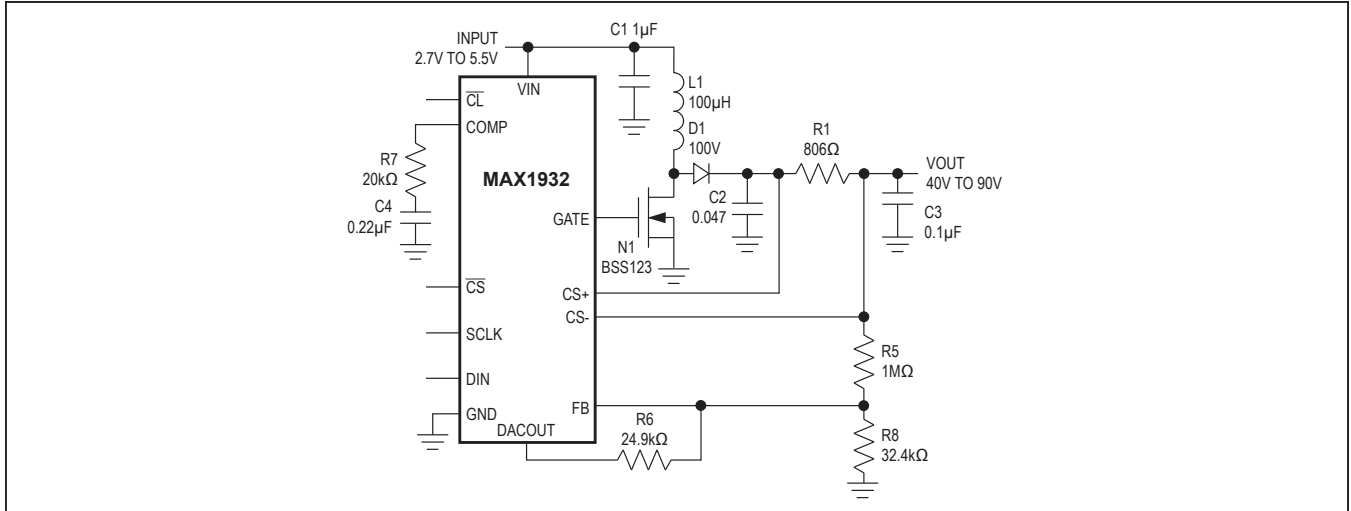 INPUT
2.7V TO 5.5V
C1 1µF
VIN
L1
100µH
CL
COMP
D1
100V
R1
806Ω
R7
20kΩ
MAX1932
VOUT
40V TO 90V
C4
0.22µF
C2
0.047
C3
0.1µF
GATE
N1
BSS123
CS
CS+
CS-
SCLK
R5
1MΩ
DIN
FB
GND
R6
24.9kΩ
DACOUT
R8
32.4kΩ